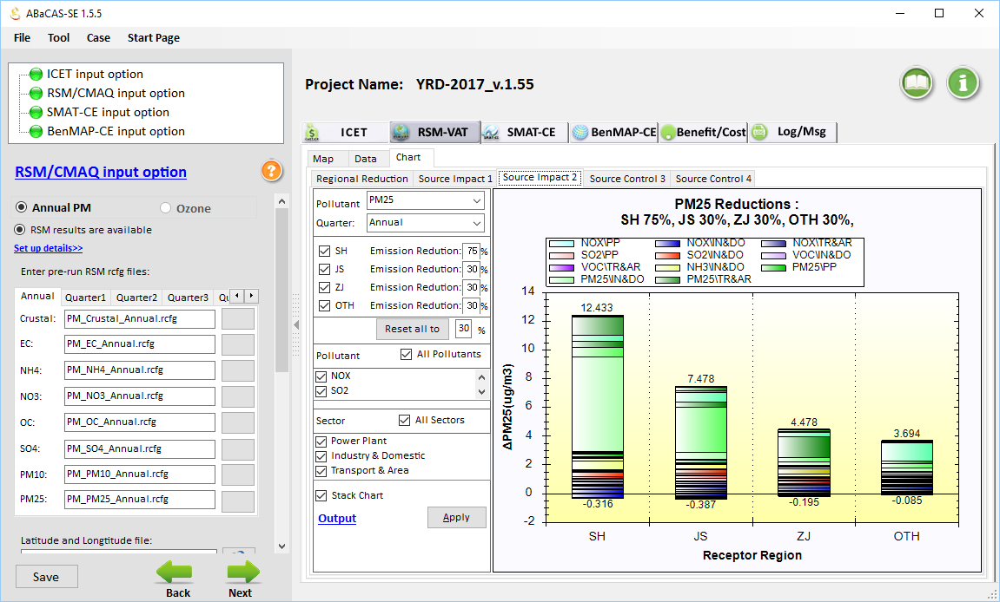 ABaCAS-SE 1.5.5
File Tool Case Start Page
ICET input option
RSM/CMAQ input option
SMAT-CE input option
BenMAP-CE input option
Project Name: YRD-2017_v.1.55
ICET RSM-VAT SMAT-CE BenMAP-CE Benefit/Cost Log/Msg
RSM/CMAQ input option
Annual PM Ozone
RSM results are available
Set up details>>
Enter pre-run RSM rcfg files:
Annual Quarter1 Quarter2 Quarter3 Qu
Crustal: PM_Crustal_Annual.rcfg
EC: PM_EC_Annual.rcfg
NH4: PM_NH4_Annual.rcfg
NO3: PM_NO3_Annual.rcfg
OC: PM_OC_Annual.rcfg
SO4: PM_SO4_Annual.rcfg
PM10: PM_PM10_Annual.rcfg
PM25: PM_PM25_Annual.rcfg
Latitude and Longtitude file:
Save
Back
Next
Map Data Chart
Regional Reduction Source Impact 1 Source Impact 2 Source Control 3 Source Control 4
Pollutant PM25
Quarter: Annual
SH Emission Redution: 75 %
JS Emission Redution: 30 %
ZJ Emission Redution: 30 %
OTH Emission Redution: 30 %
Reset all to 30 %
Pollutant All Pollutants
NOX
SO2
Sector All Sectors
Power Plant
Industry & Domestic
Transport & Area
Stack Chart
Output Apply
PM25 Reductions :
SH 75%, JS 30%, ZJ 30%, OTH 30%,
NOX\PP NOX\IN&DO NOX\TR&AR
SO2\PP SO2\IN&DO VOC\IN&DO
VOC\TR&AR NH3\IN&DO PM25\PP
PM25\IN&DO PM25\TR&AR
14
12
10
8
6
4
2
0
-2
ΔPM25(ug/m3)
12.433
7.478
4.478
3.694
-0.316
-0.387
-0.195
-0.085
SH JS ZJ OTH
Receptor Region